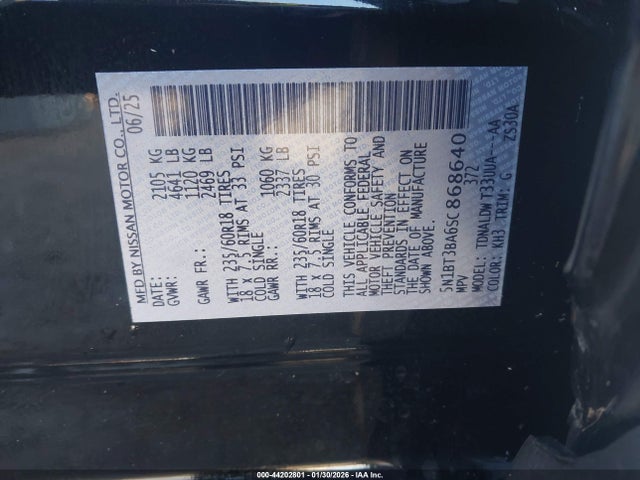 MFD BY NISSAN MOTOR CO., LTD.
DATE: 06/25
GVWR: 2105 KG
4641 LB
GAWR FR.: 1120 KG
2469 LB
WITH 235/60R18 TIRES
18 x 7.5 RIMS AT 33 PSI
COLD SINGLE
GAWR RR.: 1060 KG
2337 LB
WITH 235/60R18 TIRES
18 X 7.5 RIMS AT 30 PSI
COLD SINGLE
THIS VEHICLE CONFORMS TO
ALL APPLICABLE FEDERAL
MOTOR VEHICLE SAFETY AND
THEFT PREVENTION
STANDARDS IN EFFECT ON
THE DATE OF MANUFACTURE
SHOWN ABOVE.
5N1BT3BA6SC868640
MPV 372
MODEL: TDNALDW T33UUA---AA
COLOR: KH3 TRIM: G ZS30A
000-44202801 - 01/30/2026 - IAA Holdings, LLC